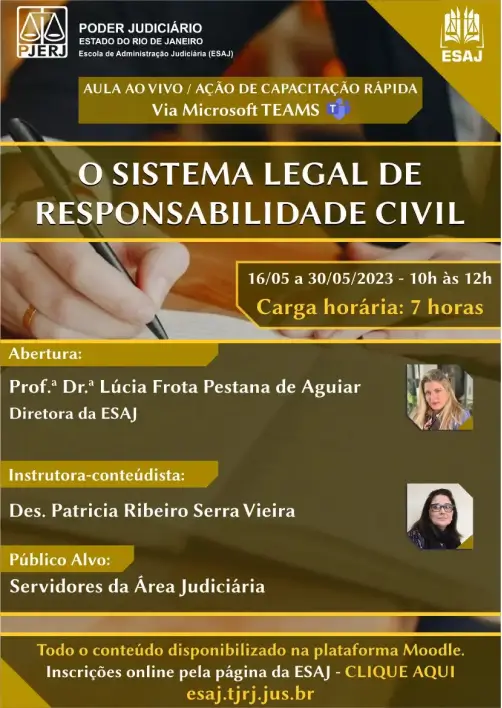 PJERJ
PODER JUDICIÁRIO
ESTADO DO RIO DE JANEIRO
Escola de Administração Judiciária (ESAJ)
ESAJ
AULA AO VIVO / AÇÃO DE CAPACITAÇÃO RÁPIDA
Via Microsoft TEAMS
O SISTEMA LEGAL DE
RESPONSABILIDADE CIVIL
16/05 a 30/05/2023 - 10h às 12h
Carga horária: 7 horas
Abertura:
Prof.ª Dr.ª Lúcia Frota Pestana de Aguiar
Diretora da ESAJ
Instrutora-conteúdista:
Des. Patricia Ribeiro Serra Vieira
Público Alvo:
Servidores da Área Judiciária
Todo o conteúdo disponibilizado na plataforma Moodle.
Inscrições online pela página da ESAJ - CLIQUE AQUI
esaj.tjrj.jus.br